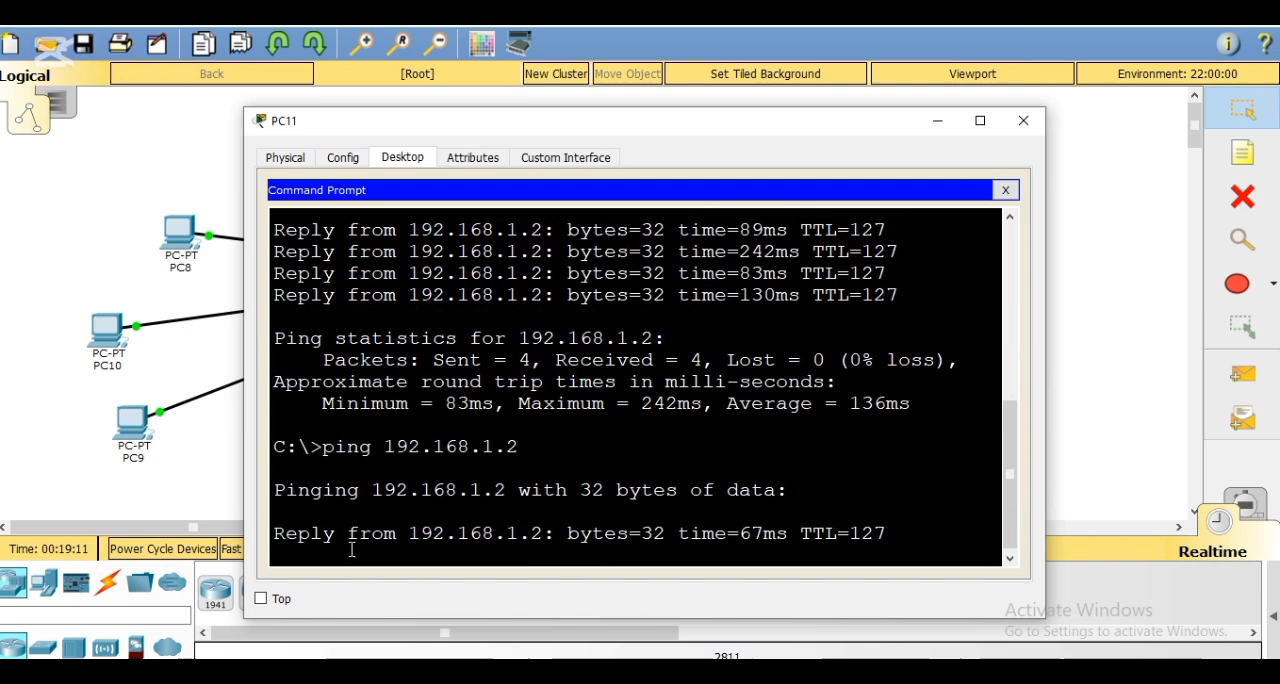 Logical
Back
[Root]
New Cluster
Move Object
Set Tiled Background
Viewport
Environment: 22:00:00
PC11
Physical
Config
Desktop
Attributes
Custom Interface
Command Prompt
X
Reply from 192.168.1.2: bytes=32 time=89ms TTL=127
Reply from 192.168.1.2: bytes=32 time=242ms TTL=127
Reply from 192.168.1.2: bytes=32 time=83ms TTL=127
Reply from 192.168.1.2: bytes=32 time=130ms TTL=127
Ping statistics for 192.168.1.2:
Packets: Sent = 4, Received = 4, Lost = 0 (0% loss),
Approximate round trip times in milli-seconds:
Minimum = 83ms, Maximum = 242ms, Average = 136ms
C:\>ping 192.168.1.2
Pinging 192.168.1.2 with 32 bytes of data:
Reply from 192.168.1.2: bytes=32 time=67ms TTL=127
PC-PT
PC8
PC-PT
PC10
PC-PT
PC9
Time: 00:19:11
Power Cycle Devices
Fast
Realtime
1941
Top
Activate Windows
Go to Settings to activate Windows.
2811